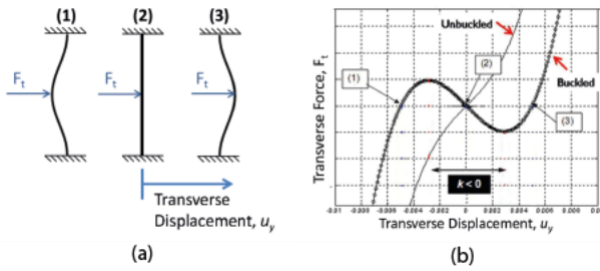 (1) (2) (3)
Ft Ft Ft
Transverse
Displacement, uy
(a)
Transverse Force, Ft
Unbuckled
Buckled
(1)
(2)
(3)
k<0
Transverse Displacement, uy
(b)